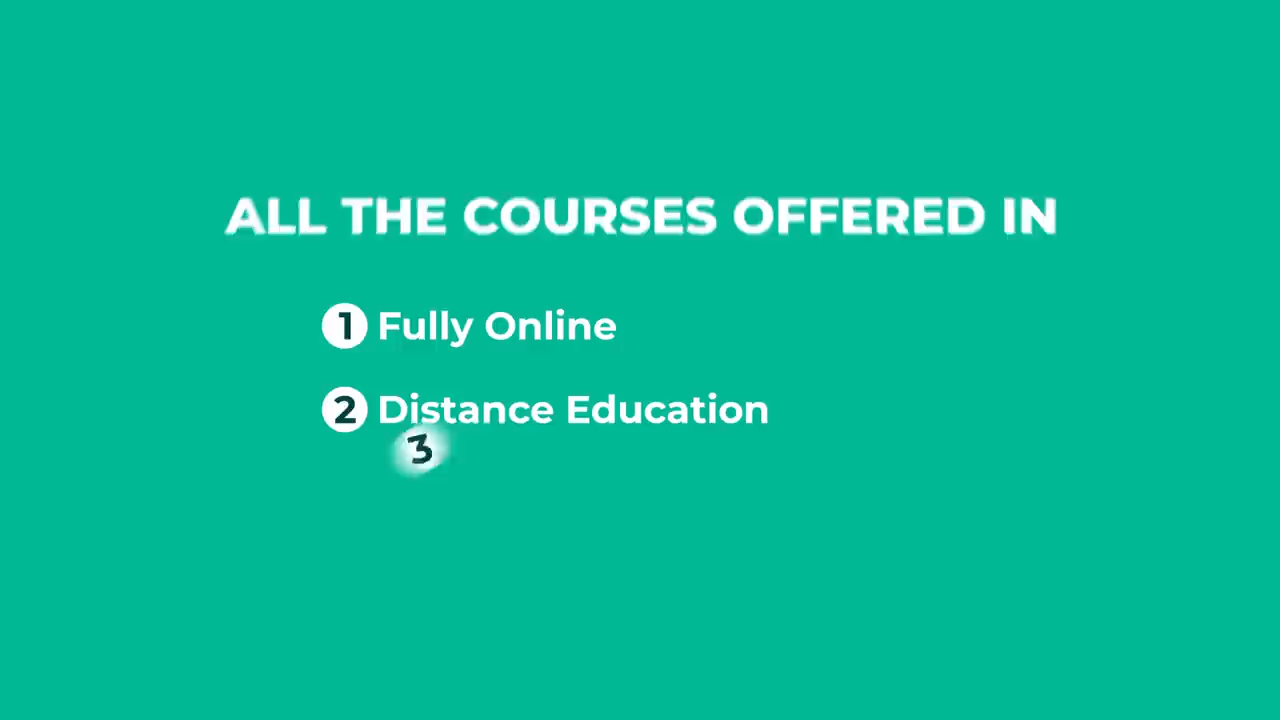 ALL THE COURSES OFFERED IN
1 Fully Online
2 Distance Education
3